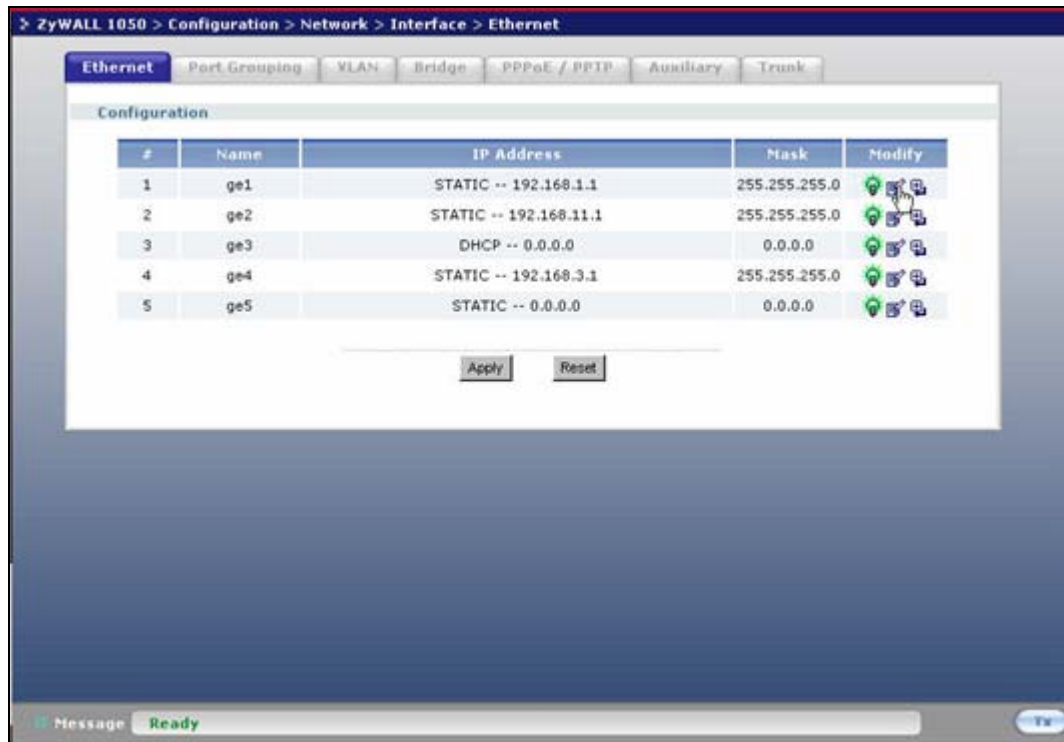 > ZyWALL 1050 > Configuration > Network > Interface > Ethernet
Ethernet Port Grouping VLAN Bridge PPPoE / PPTP Auxiliary Trunk
Configuration
# Name IP Address Mask Modify
1 ge1 STATIC -- 192.168.1.1 255.255.255.0
2 ge2 STATIC -- 192.168.11.1 255.255.255.0
3 ge3 DHCP -- 0.0.0.0 0.0.0.0
4 ge4 STATIC -- 192.168.3.1 255.255.255.0
5 ge5 STATIC -- 0.0.0.0 0.0.0.0
Apply Reset
Message Ready